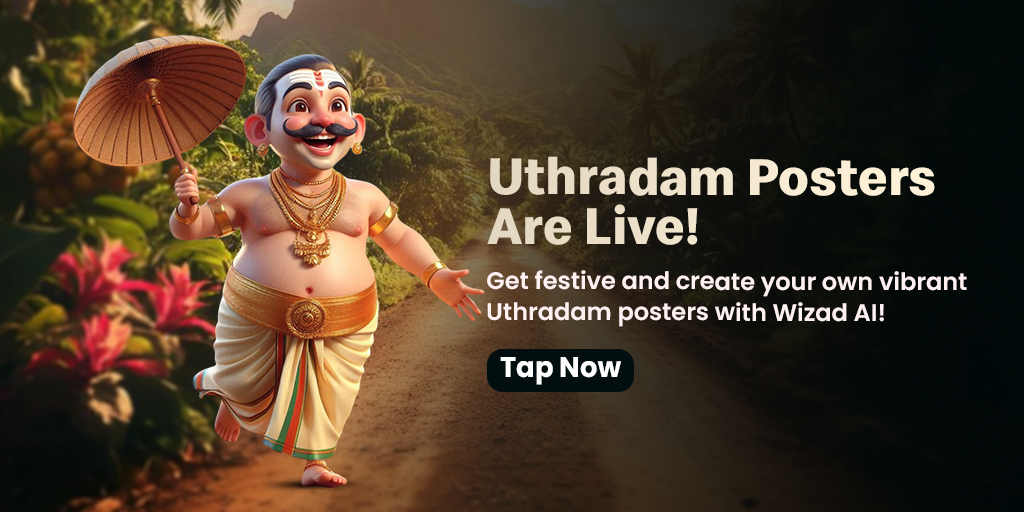 Uthradam Posters
Are Live!
Get festive and create your own vibrant
Uthradam posters with Wizad AI!
Tap Now